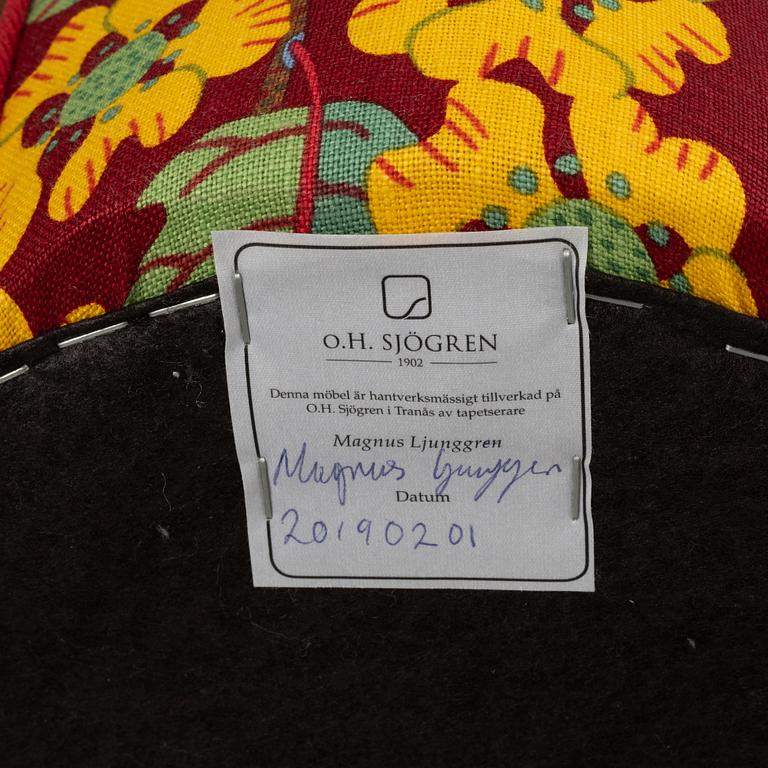 O.H. SJÖGREN
1902
Denna möbel är hantverksmässigt tillverkad på
O.H. Sjögren i Tranås av tapetserare
Magnus Ljunggren
Magnus Ljunggren
Datum
20190201